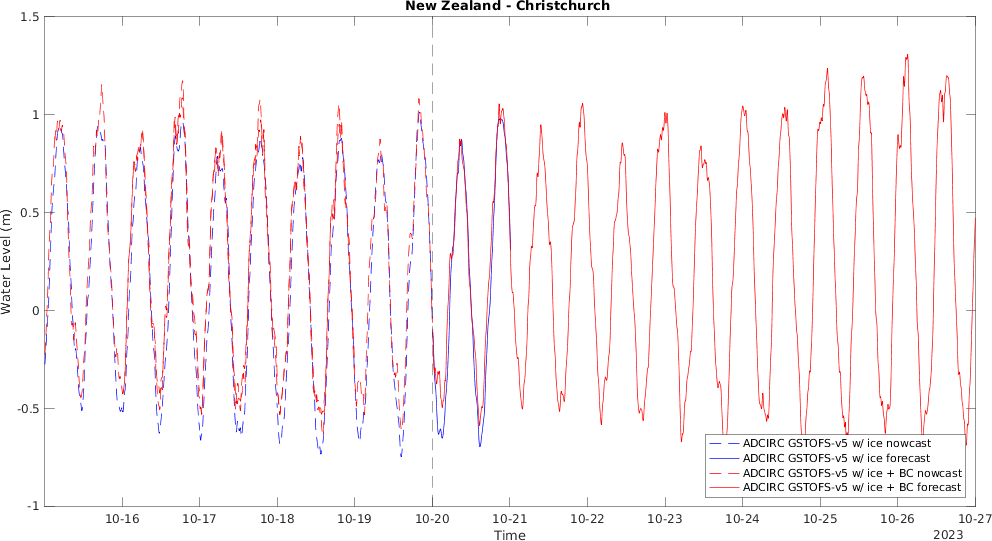 New Zealand - Christchurch
1.5
1
0.5
0
-0.5
-1
Water Level (m)
10-16 10-17 10-18 10-19 10-20 10-21 10-22 10-23 10-24 10-25 10-26 10-27
Time
2023
ADCIRC GSTOFS-v5 w/ ice nowcast
ADCIRC GSTOFS-v5 w/ ice forecast
ADCIRC GSTOFS-v5 w/ ice + BC nowcast
ADCIRC GSTOFS-v5 w/ ice + BC forecast